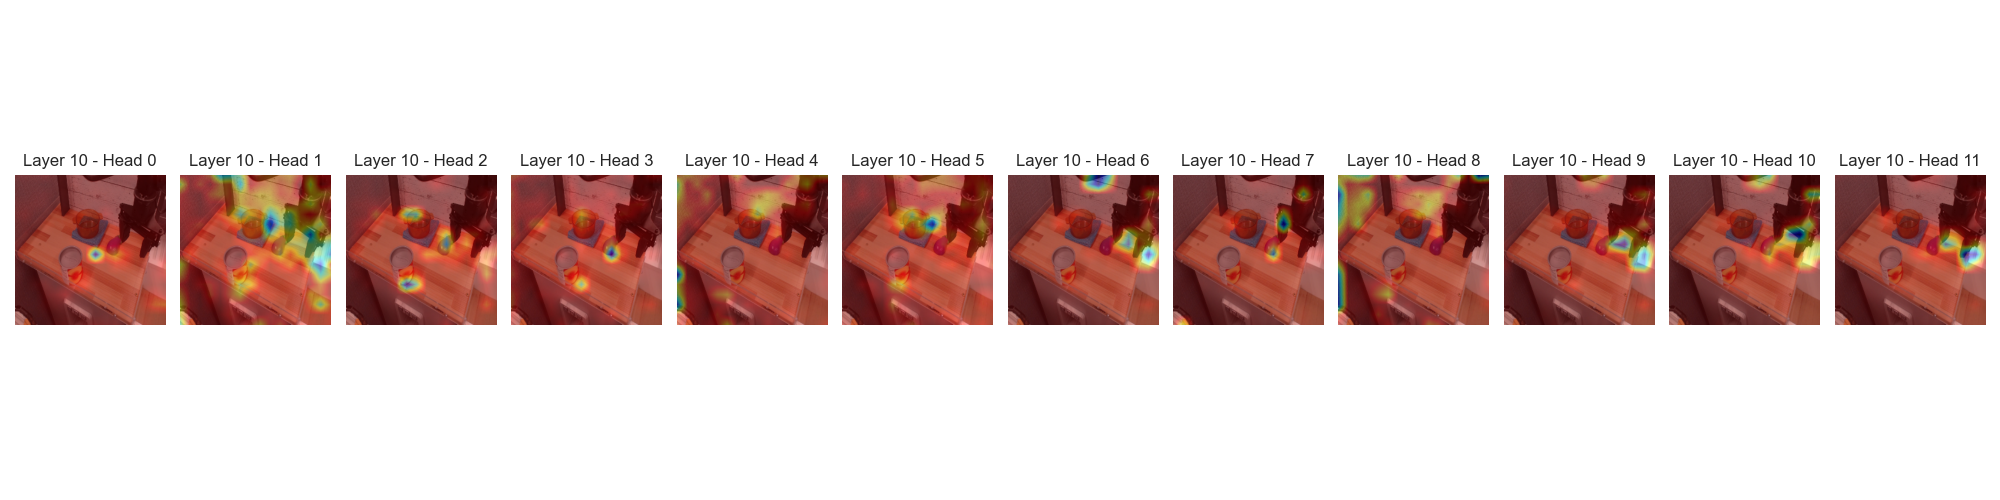 Layer 10 - Head 0
Layer 10 - Head 1
Layer 10 - Head 2
Layer 10 - Head 3
Layer 10 - Head 4
Layer 10 - Head 5
Layer 10 - Head 6
Layer 10 - Head 7
Layer 10 - Head 8
Layer 10 - Head 9
Layer 10 - Head 10
Layer 10 - Head 11